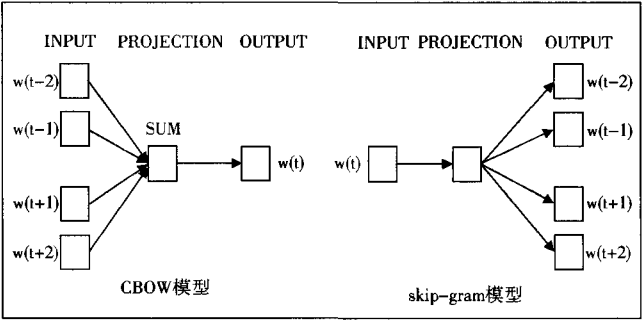 INPUT PROJECTION OUTPUT
w(t-2)
w(t-1)
SUM
w(t)
w(t+1)
w(t+2)
CBOW模型
INPUT PROJECTION OUTPUT
w(t-2)
w(t-1)
w(t)
w(t+1)
w(t+2)
skip-gram模型